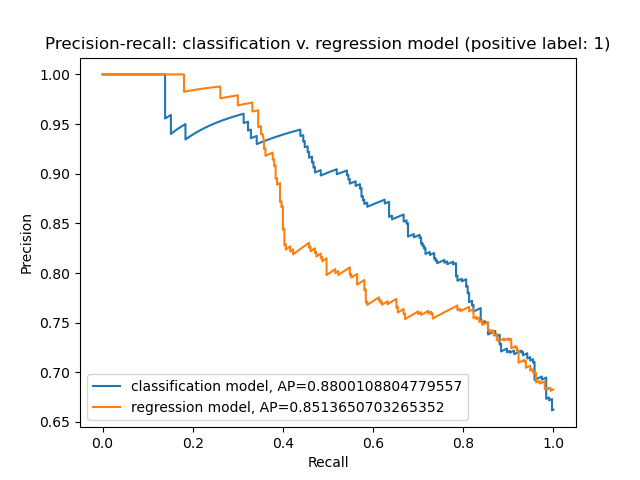 Precision-recall: classification v. regression model (positive label: 1)
1.00
0.95
0.90
0.85
0.80
0.75
0.70
0.65
Precision
classification model, AP=0.8800108804779557
regression model, AP=0.8513650703265352
0.0 0.2 0.4 0.6 0.8 1.0
Recall